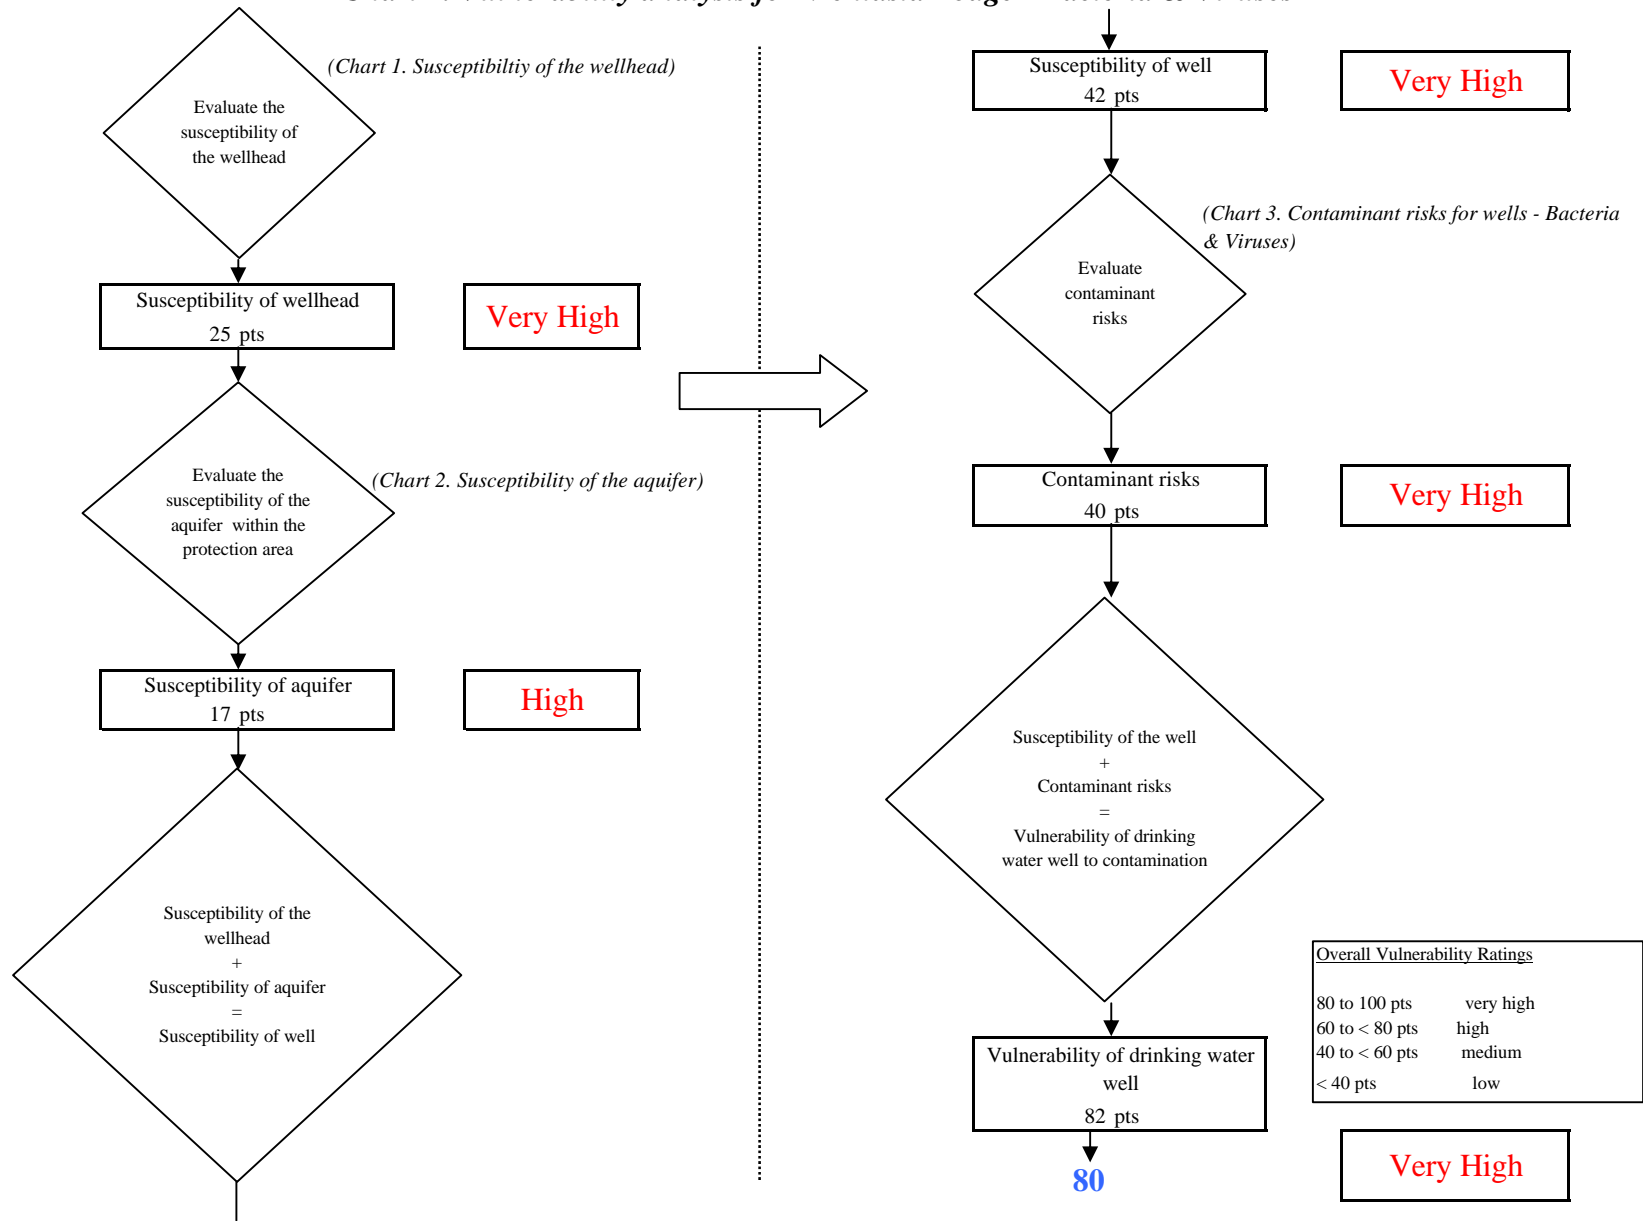 (Chart 1. Susceptibiltiy of the wellhead)
Evaluate the
susceptibility of
the wellhead
Susceptibility of wellhead
25 pts
Very High
Evaluate the
susceptibility of the
aquifer within the
protection area
(Chart 2. Susceptibility of the aquifer)
Susceptibility of aquifer
17 pts
High
Susceptibility of the
wellhead
+
Susceptibility of aquifer
=
Susceptibility of well
Susceptibility of well
42 pts
Very High
(Chart 3. Contaminant risks for wells - Bacteria
& Viruses)
Evaluate
contaminant
risks
Contaminant risks
40 pts
Very High
Susceptibility of the well
+
Contaminant risks
=
Vulnerability of drinking
water well to contamination
Overall Vulnerability Ratings
80 to 100 pts very high
60 to < 80 pts high
40 to < 60 pts medium
< 40 pts low
Vulnerability of drinking water
well
82 pts
80
Very High